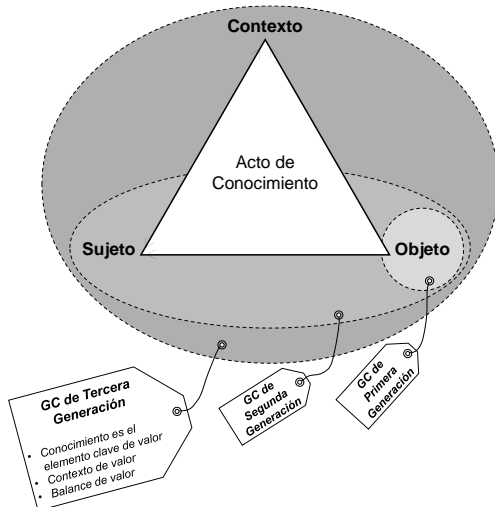 Contexto
Acto de
Conocimiento
Sujeto
Objeto
GC de Tercera
Generación
• Conocimiento es el
elemento clave de valor
• Contexto de valor
• Balance de valor
GC de
Segunda
Generación
GC de
Primera
Generación